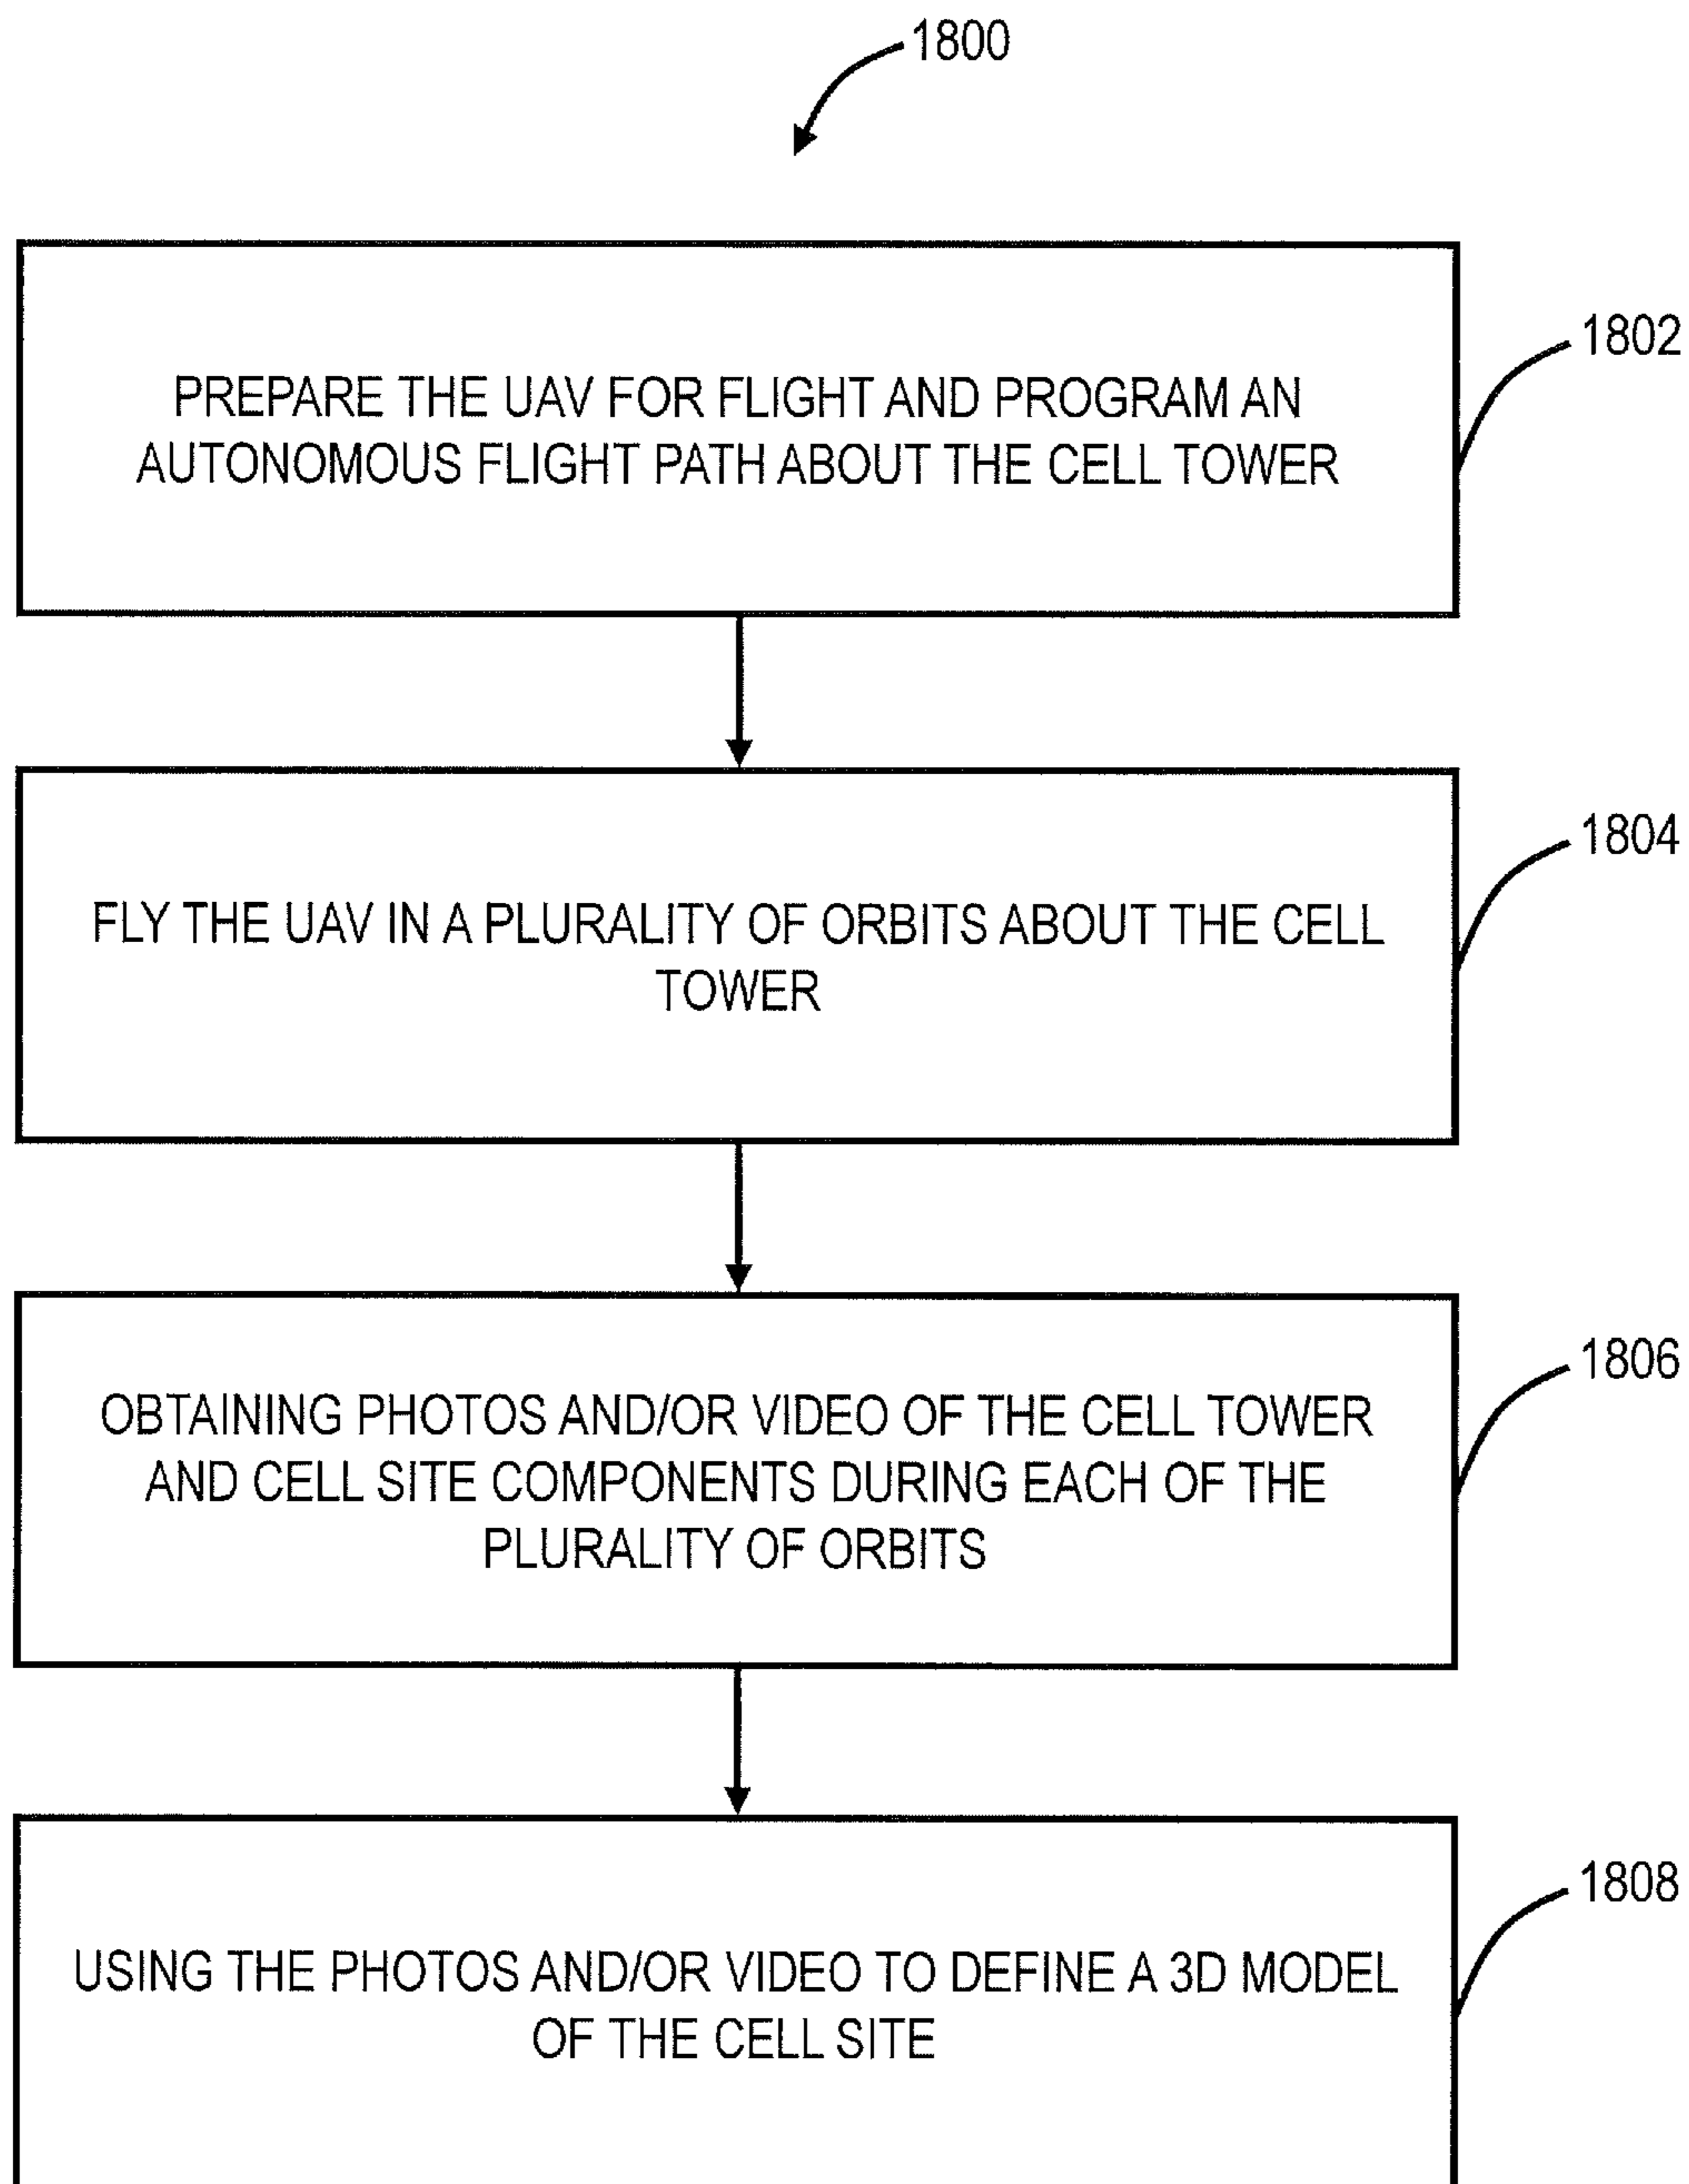 1800
PREPARE THE UAV FOR FLIGHT AND PROGRAM AN
AUTONOMOUS FLIGHT PATH ABOUT THE CELL TOWER
1802
FLY THE UAV IN A PLURALITY OF ORBITS ABOUT THE CELL
TOWER
1804
OBTAINING PHOTOS AND/OR VIDEO OF THE CELL TOWER
AND CELL SITE COMPONENTS DURING EACH OF THE
PLURALITY OF ORBITS
1806
USING THE PHOTOS AND/OR VIDEO TO DEFINE A 3D MODEL
OF THE CELL SITE
1808